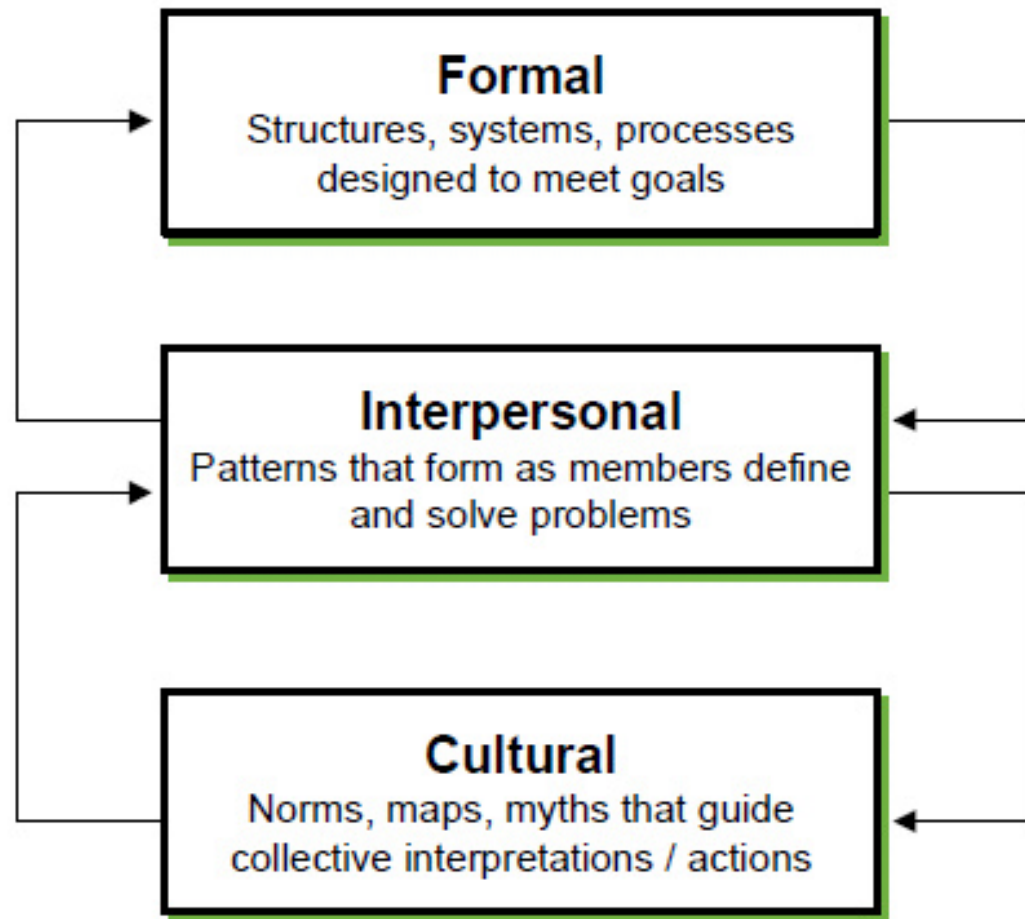 Formal
Structures, systems, processes
designed to meet goals
Interpersonal
Patterns that form as members define
and solve problems
Cultural
Norms, maps, myths that guide
collective interpretations / actions